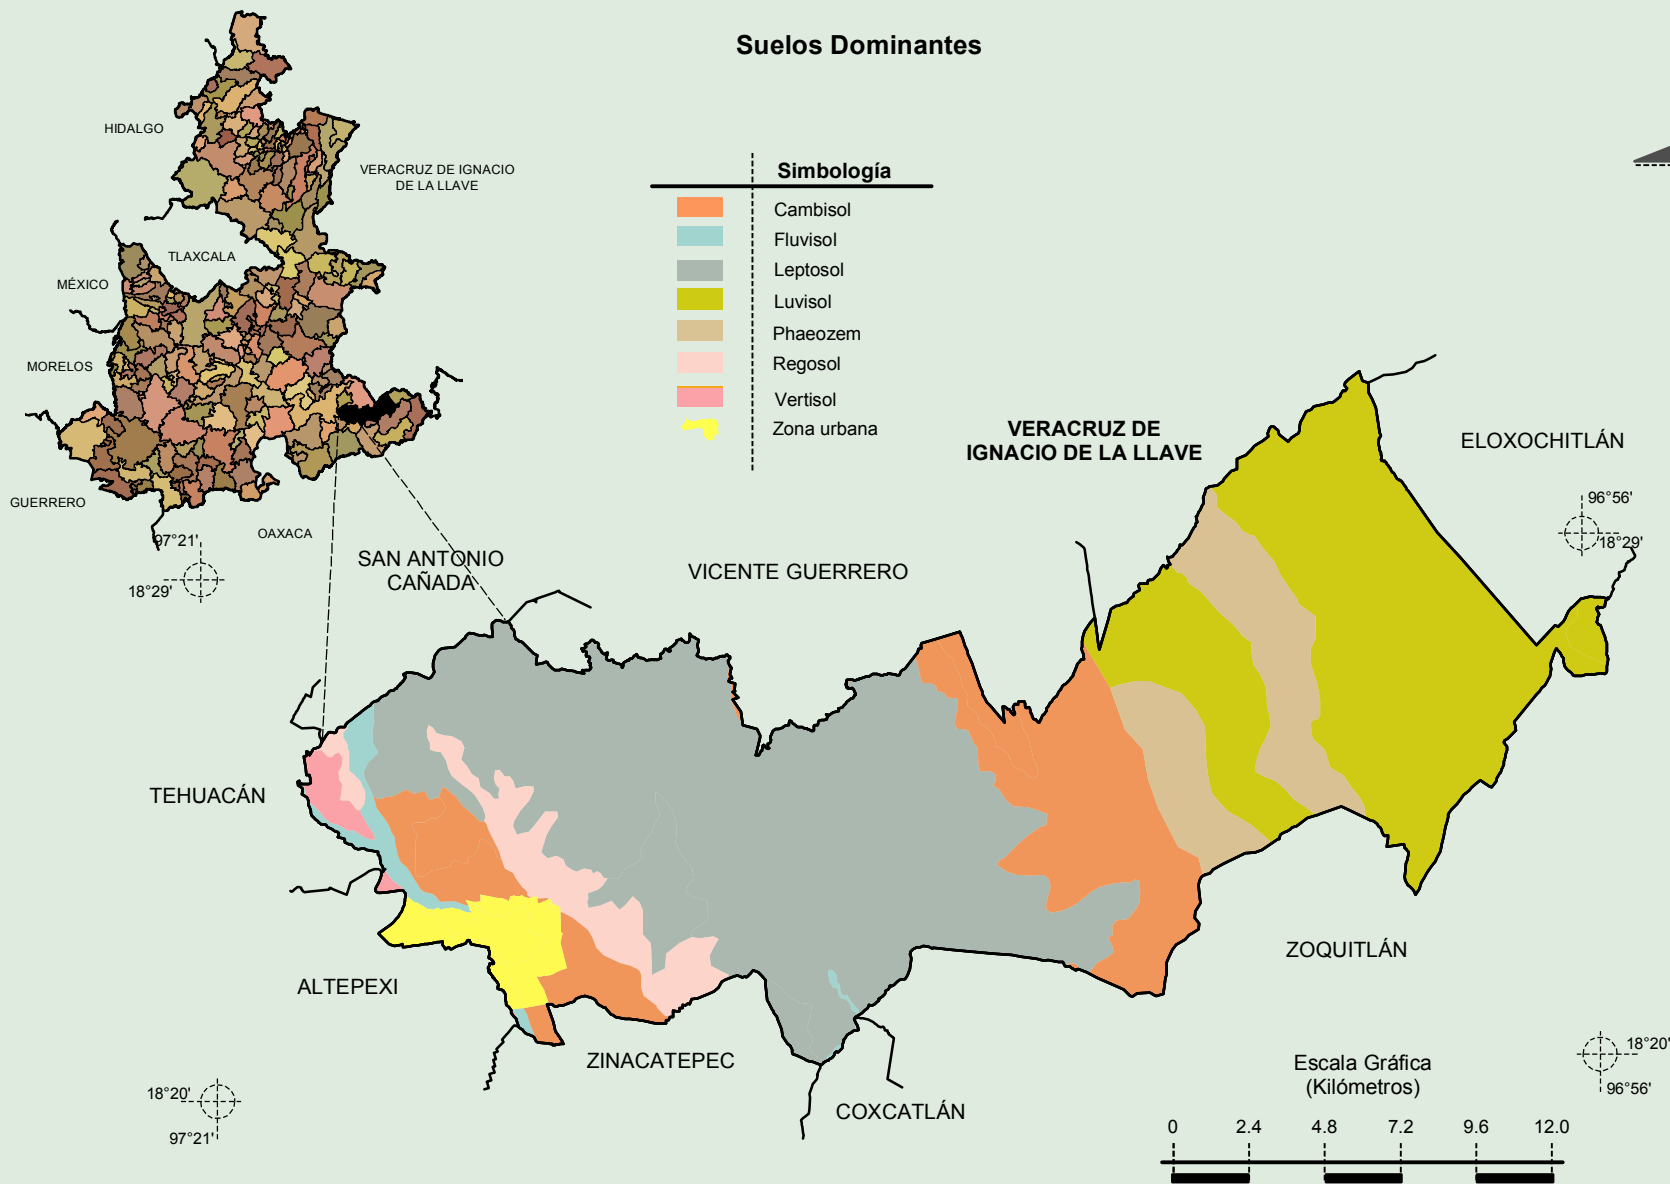 Suelos Dominantes
HIDALGO
VERACRUZ DE IGNACIO
DE LA LLAVE
TLAXCALA
MÉXICO
MORELOS
GUERRERO
OAXACA
Simbología
Cambisol
Fluvisol
Leptosol
Luvisol
Phaeozem
Regosol
Vertisol
Zona urbana
VERACRUZ DE
IGNACIO DE LA LLAVE
ELOXOCHITLÁN
96°56'
18°29'
97°21'
18°29'
SAN ANTONIO
CAÑADA
VICENTE GUERRERO
TEHUACÁN
ALTEPEXI
ZINACATEPEC
COXCATLÁN
ZOQUITLÁN
18°20'
97°21'
18°20'
96°56'
Escala Gráfica
(Kilómetros)
0 2.4 4.8 7.2 9.6 12.0